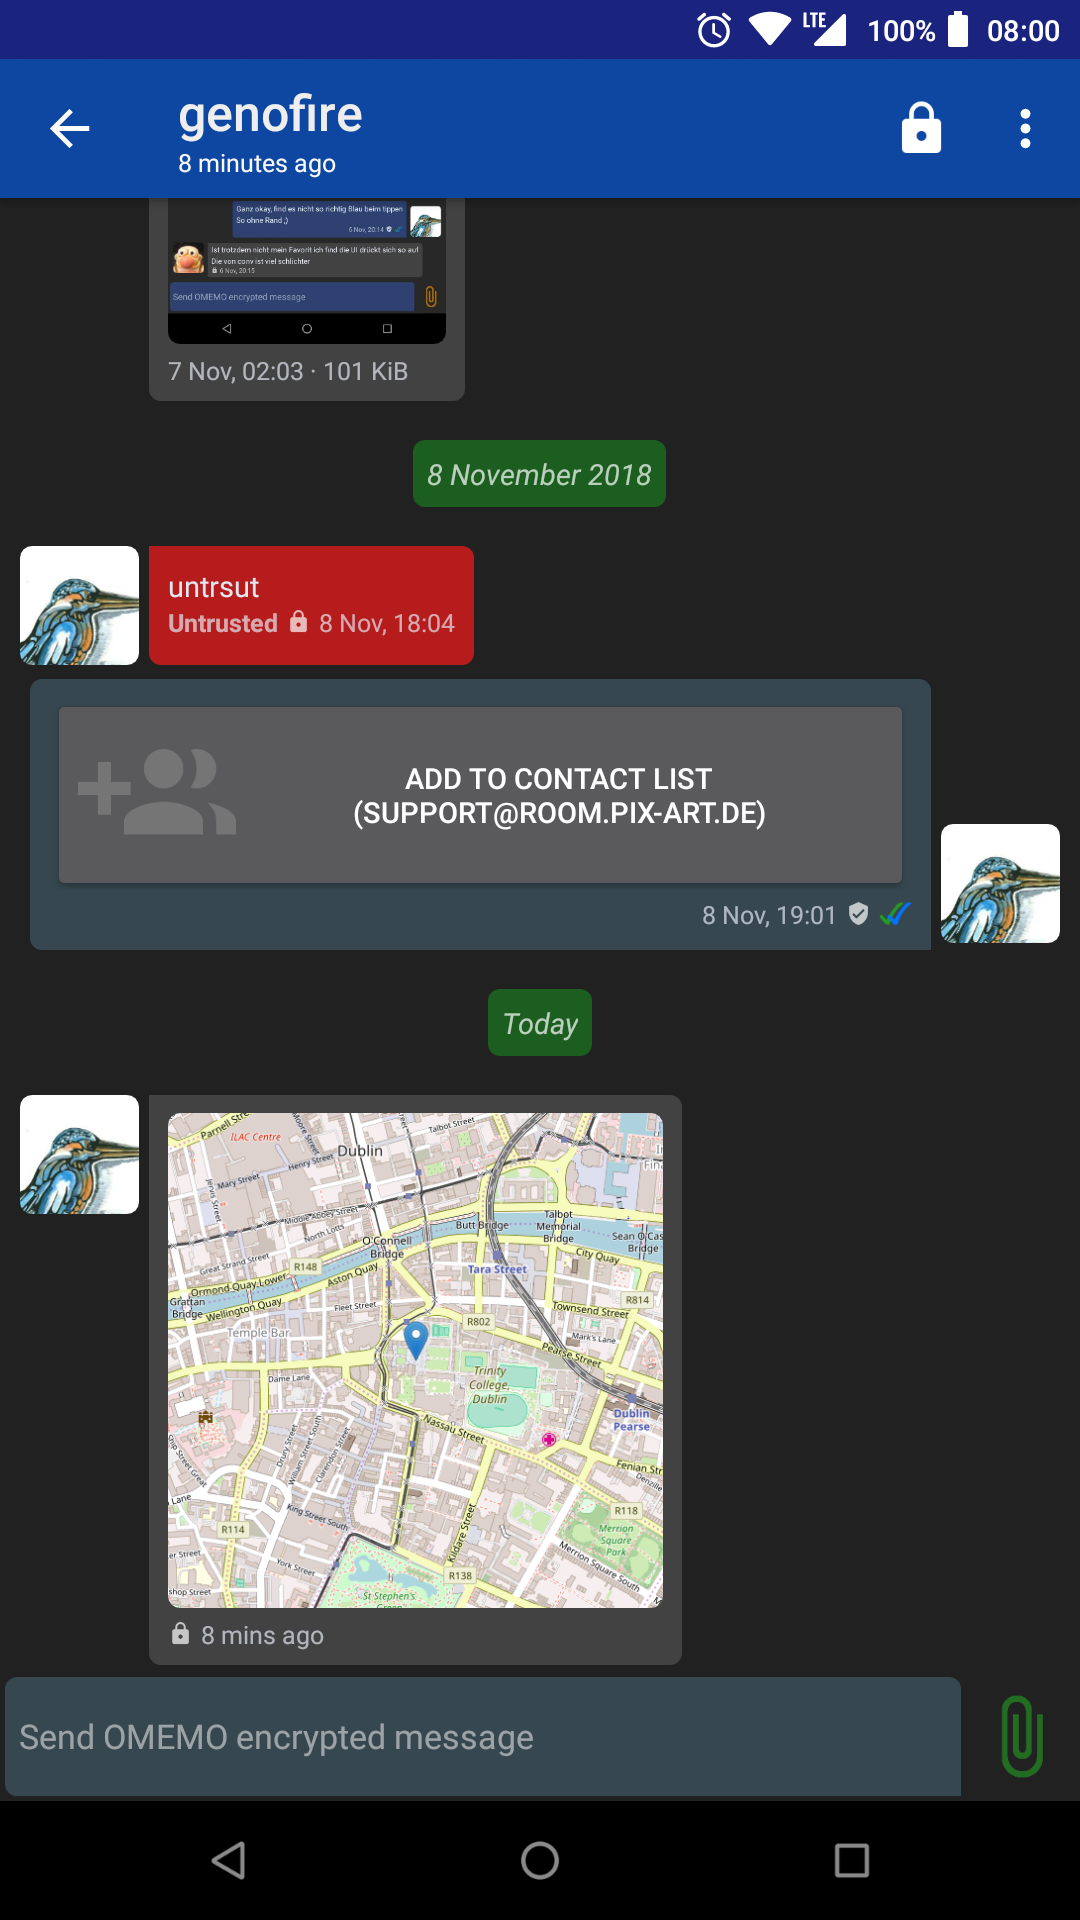 LTE 100% 08:00
genofire
8 minutes ago
Ganz okay, find es nicht so richtig Blau beim tippen
So ohne Rand ;)
6 Nov, 20:14
Ist trotzdem nicht mein Favorit ich find die UI drückt sich so auf
Die von conv ist viel schlichter
6 Nov, 20:15
Send OMEMO encrypted message
7 Nov, 02:03 · 101 KiB
8 November 2018
untrsut
Untrusted 8 Nov, 18:04
ADD TO CONTACT LIST
(SUPPORT@ROOM.PIX-ART.DE)
8 Nov, 19:01
Today
Parnell Stre
Moore Street
Talbot Street
ILAC Centre
Dublin
Henry Street
Mary Street
Jervis Street
Fina
Middle Abbey Street
North Lotts
Butt Bridge
Talbot
Memorial
Bridge
Sean O'Cas
Bridge
O'Connell
Bridge
City Quay
Great Strand Street
R148
Aston Quay
Tara Street
Ormond Quay Lower
Grattan
Bridge
Wellington Quay
Fleet Street
R814
Townsend Street
Temple Bar
R802
Mark's Lane
Pearse Street
Trinity
College,
Dublin
Dame Lane
Dublin
Pearse
Nassau Street
Drury Street
William Street South
Clarendon Street
Ship Street Great
Fenian Str
Denzille
Lane
King Street South
R118
R114
Kildare Street
Merrion
Square
Park
er Street
York Street
Merrion Square South
R138
shop Street
St Stephen's
Green
8 mins ago
Send OMEMO encrypted message